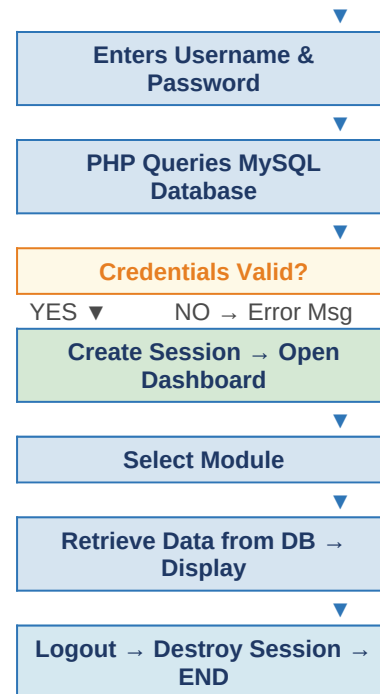 ▼
Enters Username &
Password
▼
PHP Queries MySQL
Database
▼
Credentials Valid?
YES ▼ NO → Error Msg
Create Session → Open
Dashboard
▼
Select Module
▼
Retrieve Data from DB →
Display
▼
Logout → Destroy Session →
END